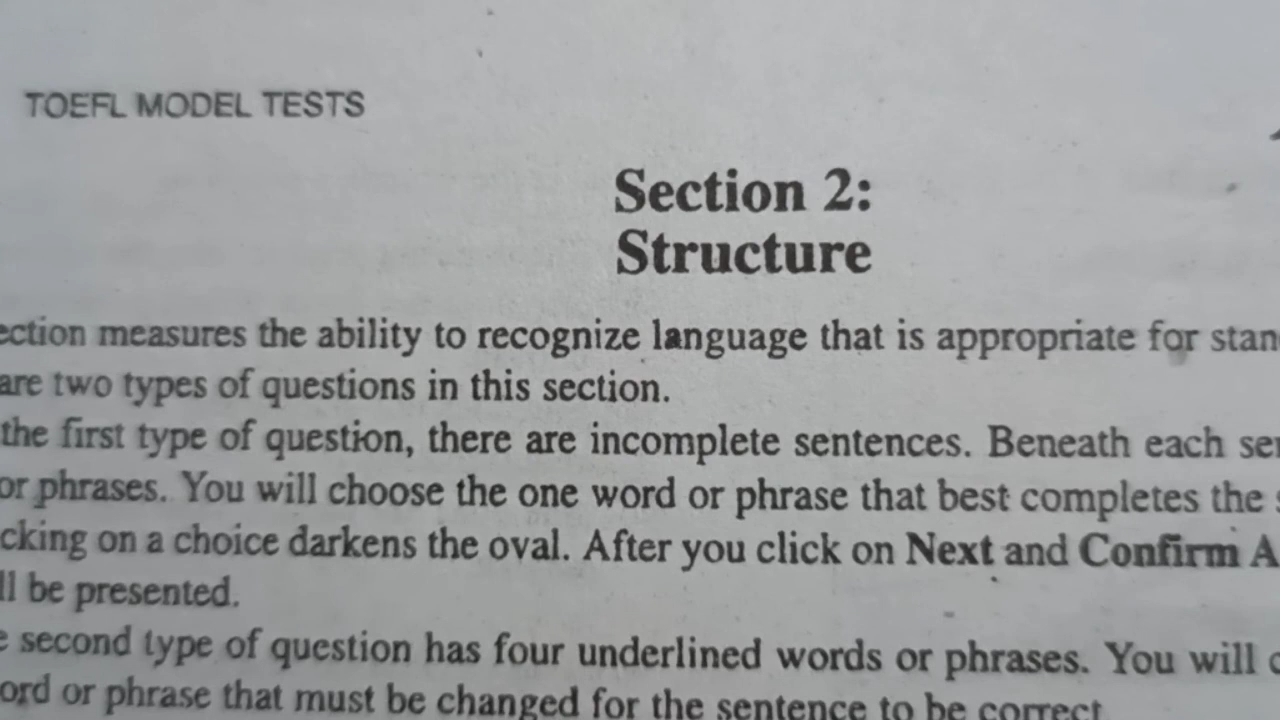 TOEFL MODEL TESTS
Section 2:
Structure
ection measures the ability to recognize language that is appropriate for stan
are two types of questions in this section.
the first type of question, there are incomplete sentences. Beneath each sen
or phrases. You will choose the one word or phrase that best completes the
cking on a choice darkens the oval. After you click on Next and Confirm A
ll be presented.
e second type of question has four underlined words or phrases. You will c
ord or phrase that must be changed for the sentence to be correct